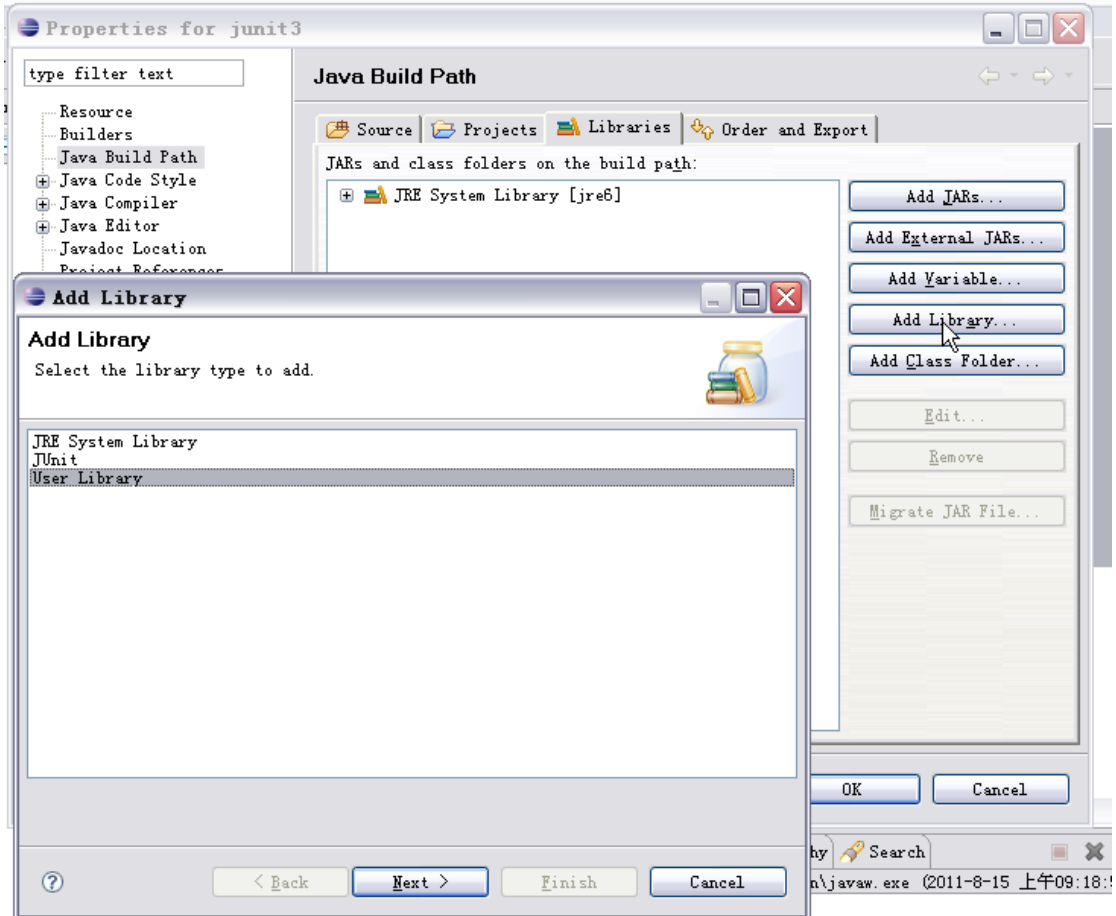 Properties for junit3
type filter text
Java Build Path
Resource
Builders
Java Build Path
Java Code Style
Java Compiler
Java Editor
Javadoc Location
Project References
Source
Projects
Libraries
Order and Export
JARs and class folders on the build path:
JRE System Library [jre6]
Add JARs...
Add External JARs...
Add Variable...
Add Library...
Add Class Folder...
Edit...
Remove
Migrate JAR File...
OK
Cancel
Add Library
Add Library
Select the library type to add.
JRE System Library
JUnit
User Library
< Back
Next >
Finish
Cancel
hy
Search
n\javaw.exe (2011-8-15 上午09:18:5